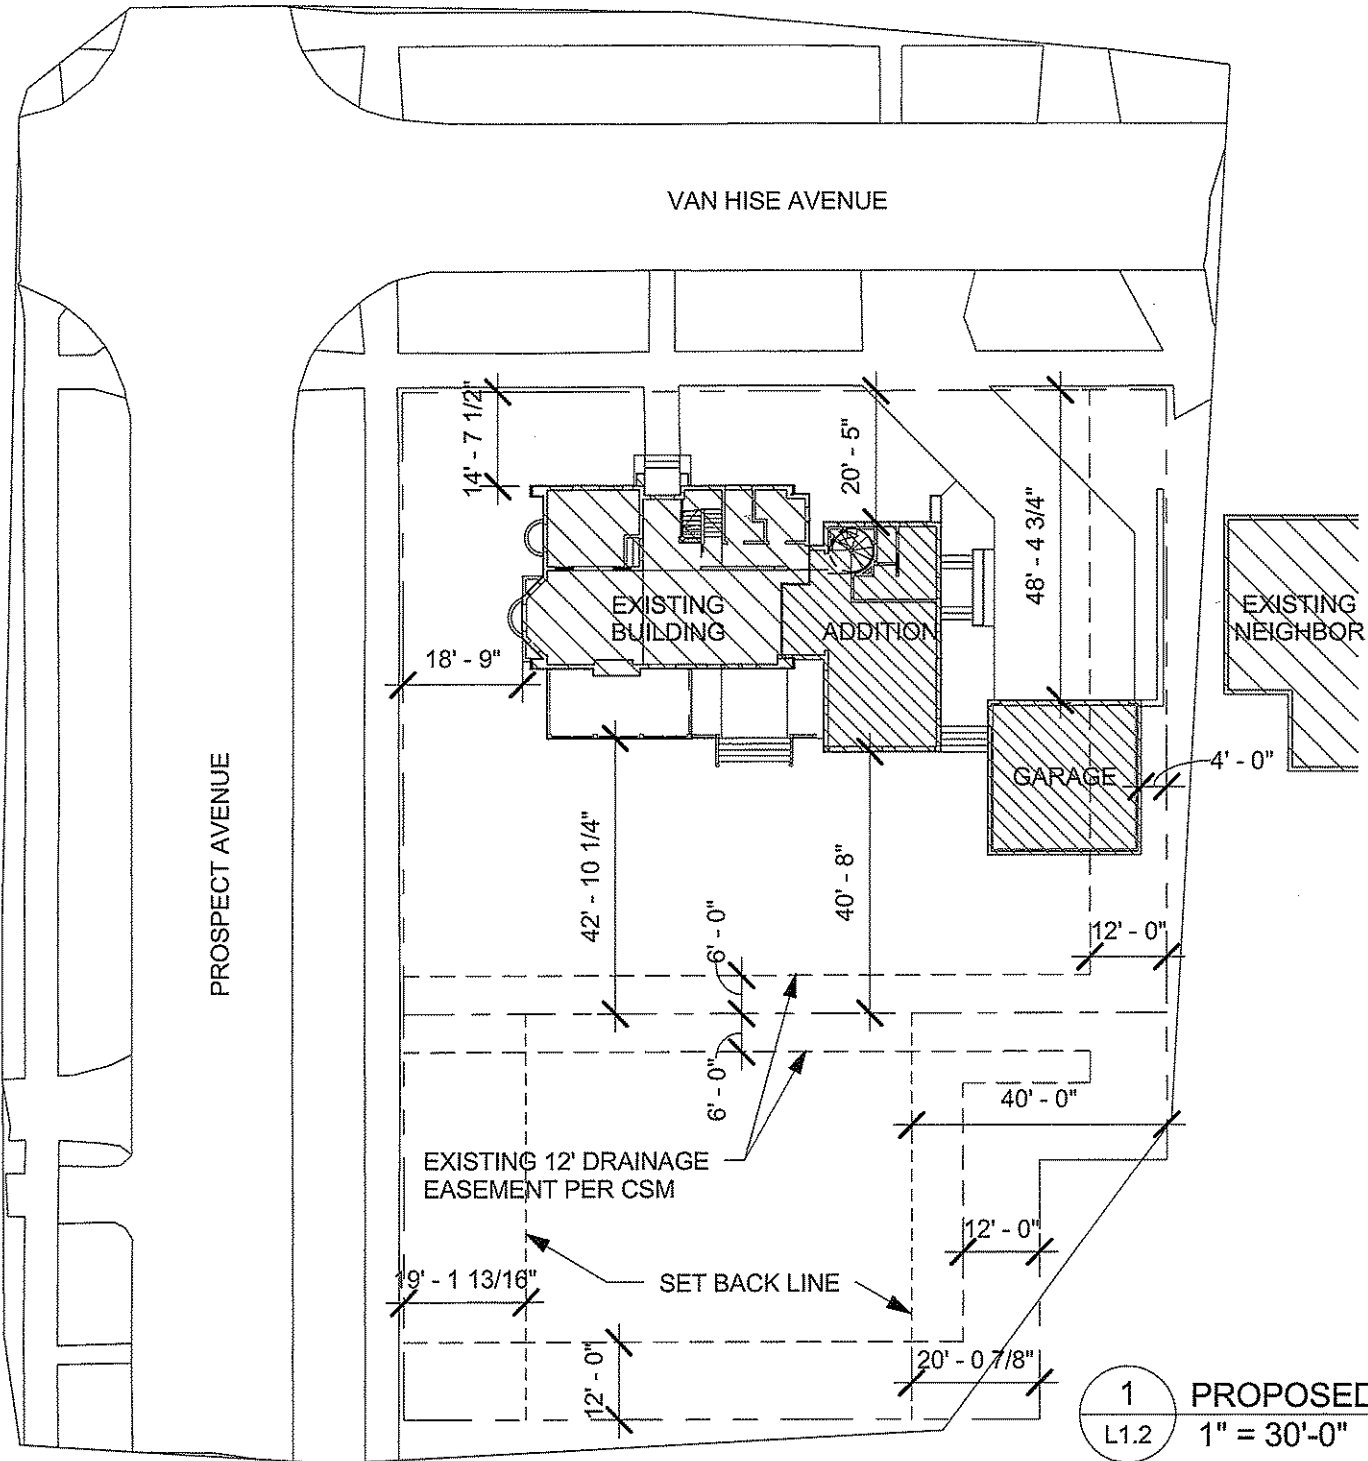 VAN HISE AVENUE
14' - 7 1/2"
20' - 5"
48' - 4 3/4"
EXISTING
BUILDING
ADDITION
EXISTING
NEIGHBOR
18' - 9"
GARAGE
4' - 0"
PROSPECT AVENUE
42' - 10 1/4"
40' - 8"
6' - 0"
12' - 0"
6' - 0"
40' - 0"
EXISTING 12' DRAINAGE
EASEMENT PER CSM
12' - 0"
19' - 1 13/16"
SET BACK LINE
12' - 0"
20' - 0 7/8"
1
L1.2
PROPOSED
1" = 30'-0"